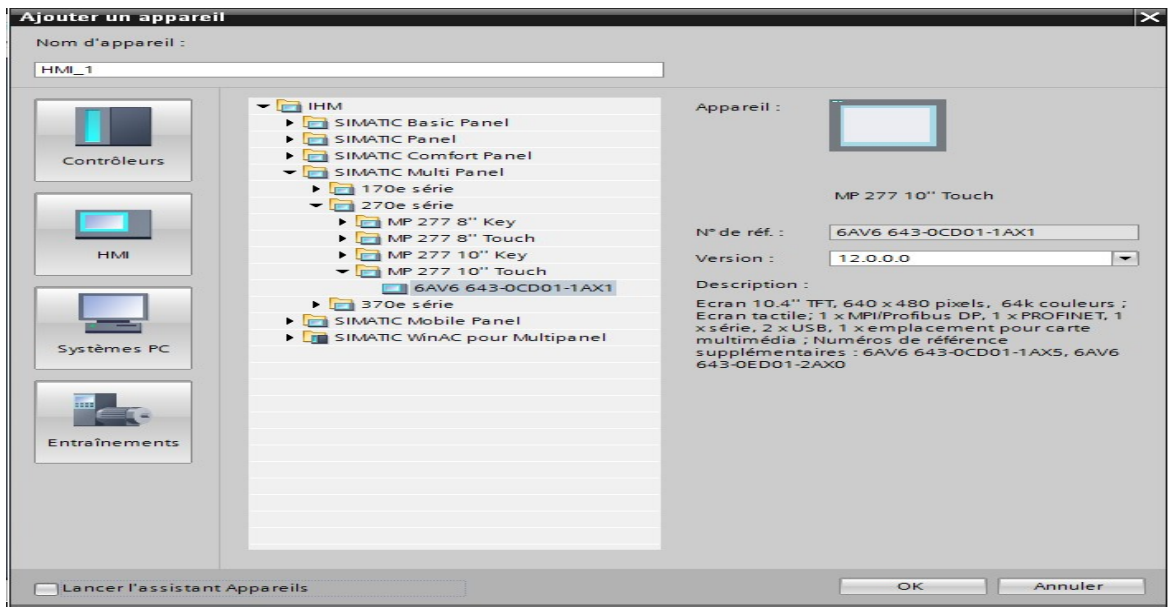 Ajouter un appareil
Nom d'appareil :
HMI_1
Contrôleurs
HMI
Systèmes PC
Entraînements
IHM
SIMATIC Basic Panel
SIMATIC Panel
SIMATIC Comfort Panel
SIMATIC Multi Panel
170e série
270e série
MP 277 8'' Key
MP 277 8'' Touch
MP 277 10'' Key
MP 277 10'' Touch
6AV6 643-0CD01-1AX1
370e série
SIMATIC Mobile Panel
SIMATIC WinAC pour Multipanel
Appareil :
MP 277 10'' Touch
N° de réf. :
6AV6 643-0CD01-1AX1
Version :
12.0.0.0
Description :
Ecran 10.4'' TFT, 640 x 480 pixels, 64k couleurs ;
Ecran tactile; 1 x MPI/Profibus DP, 1 x PROFINET, 1
x série, 2 x USB, 1 x emplacement pour carte
multimédia ; Numéros de référence
supplémentaires : 6AV6 643-0CD01-1AX5, 6AV6
643-0ED01-2AX0
Lancer l'assistant Appareils
OK
Annuler